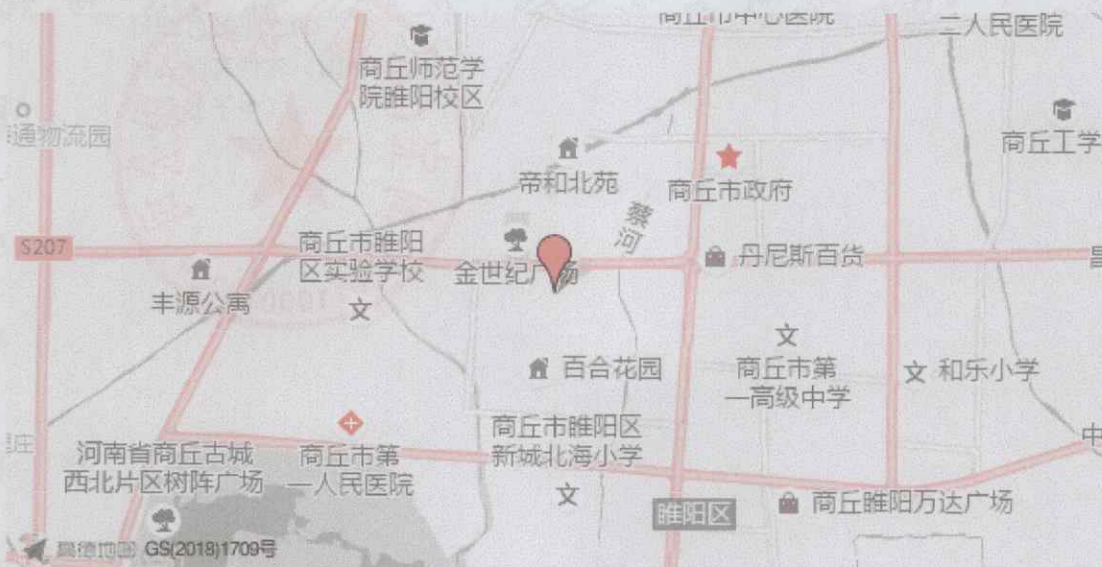 商丘市中心医院
二人民医院
商丘师范学
院睢阳校区
通物流园
商丘工学
帝和北苑
商丘市政府
蔡河
S207
商丘市睢阳
区实验学校
金世纪广场
丹尼斯百货
丰源公寓
文
文
百合花园
商丘市第
一高级中学
文
和乐小学
商丘市睢阳区
新城北海小学
中
庄
河南省商丘古城
西北片区树阵广场
商丘市第
一人民医院
文
睢阳区
商丘睢阳万达广场
高德地图 GS(2018)1709号